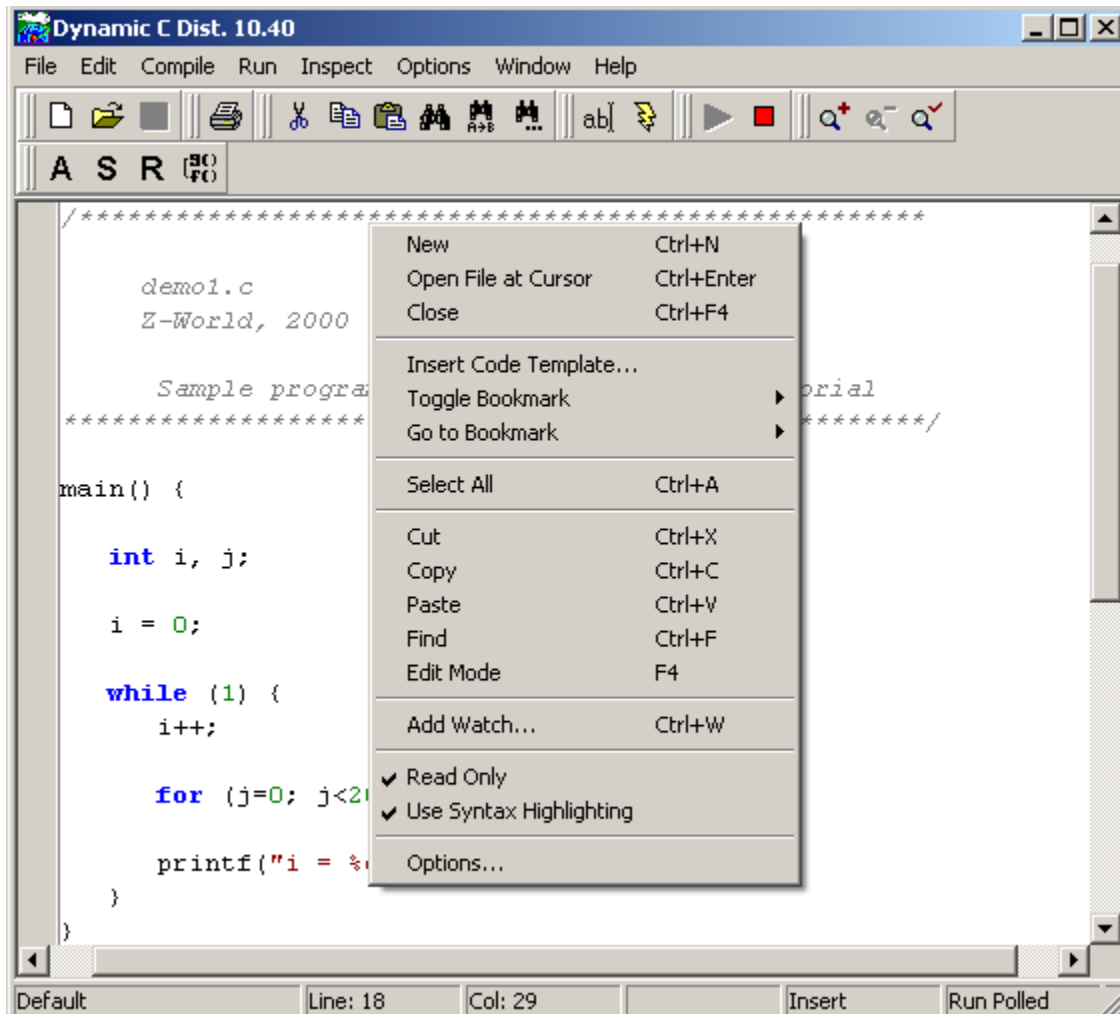 Dynamic C Dist. 10.40
File Edit Compile Run Inspect Options Window Help
A→B ... ab
A S R g() f()
/****************************************************
New Ctrl+N
Open File at Cursor Ctrl+Enter
demo1.c
Close Ctrl+F4
Z-World, 2000
Insert Code Template...
Sample
Toggle Bookmark
Go to Bookmark
*******************/
main() {
Select All Ctrl+A
Cut Ctrl+X
int i, j;
Copy Ctrl+C
Paste Ctrl+V
i = 0;
Find Ctrl+F
Edit Mode F4
while (1) {
i++;
Add Watch... Ctrl+W
Read Only
for (j=0; j<2
Use Syntax Highlighting
printf("i = %
Options...
}
}
Default Line: 18 Col: 29 Insert Run Polled